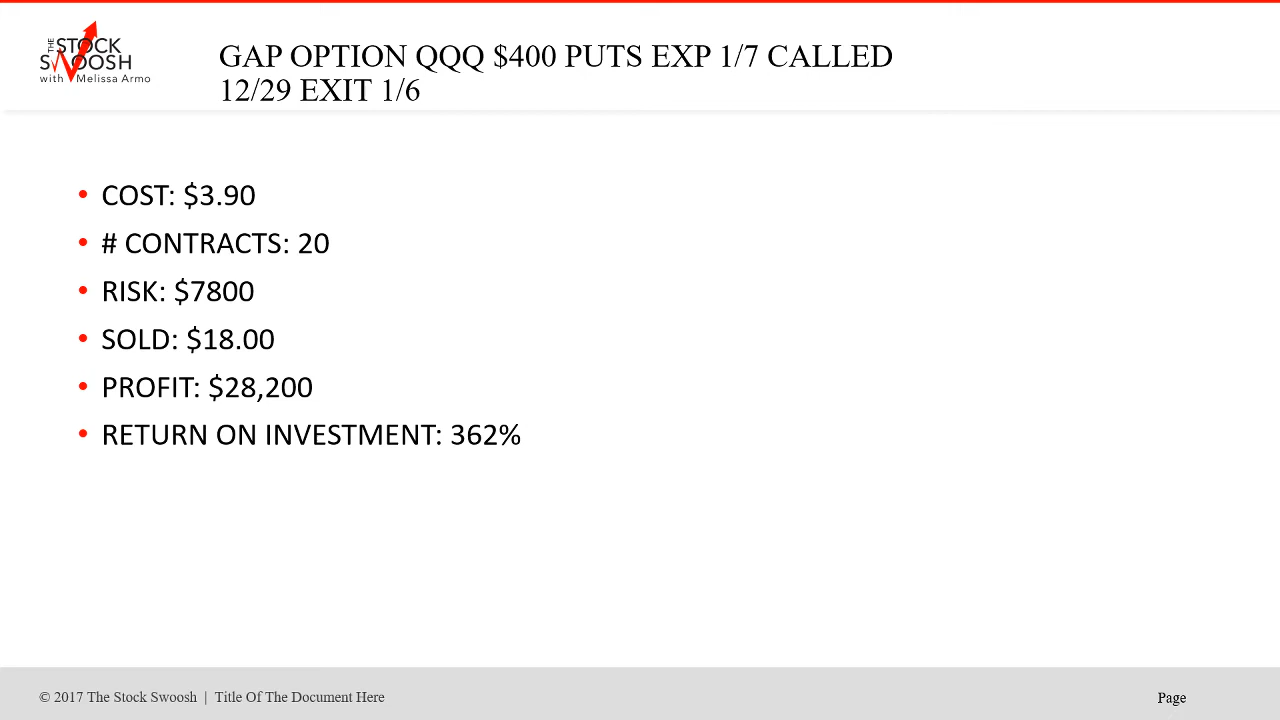 THE
STOCK
SWOOSH
with Melissa Armo
GAP OPTION QQQ $400 PUTS EXP 1/7 CALLED
12/29 EXIT 1/6
• COST: $3.90
• # CONTRACTS: 20
• RISK: $7800
• SOLD: $18.00
• PROFIT: $28,200
• RETURN ON INVESTMENT: 362%
© 2017 The Stock Swoosh | Title Of The Document Here
Page